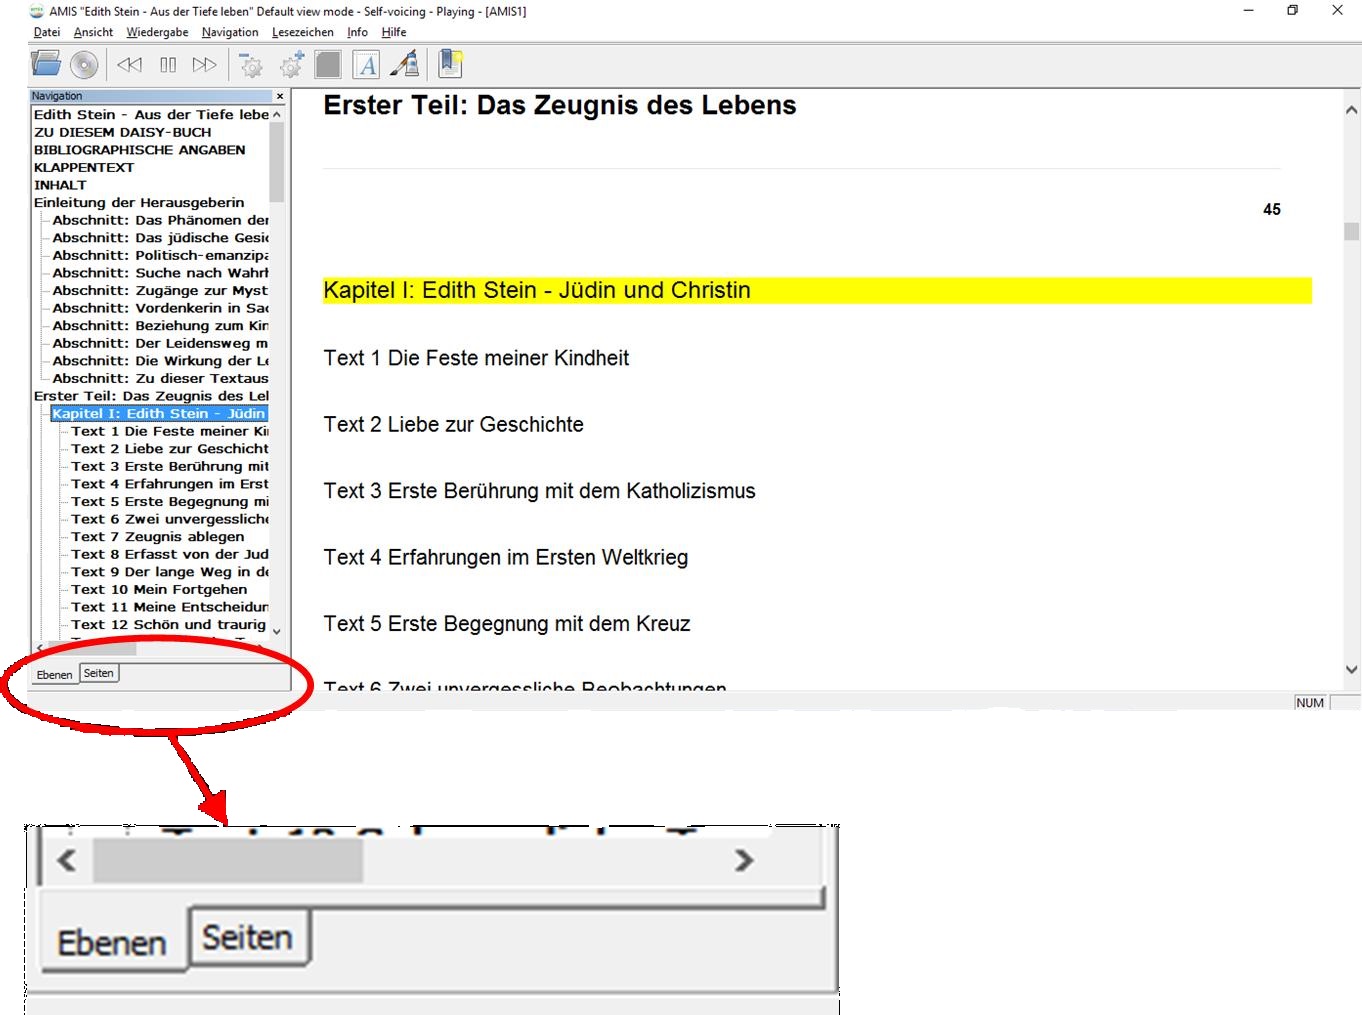 AMIS "Edith Stein - Aus der Tiefe leben" Default view mode - Self-voicing - Playing - [AMIS1]
Datei Ansicht Wiedergabe Navigation Lesezeichen Info Hilfe
Navigation
Edith Stein - Aus der Tiefe lebe
ZU DIESEM DAISY-BUCH
BIBLIOGRAPHISCHE ANGABEN
KLAPPENTEXT
INHALT
Einleitung der Herausgeberin
Abschnitt: Das Phänomen der
Abschnitt: Das jüdische Gesic
Abschnitt: Politisch-emanzipa
Abschnitt: Suche nach Wahrh
Abschnitt: Zugänge zur Myst
Abschnitt: Vordenkerin in Sac
Abschnitt: Beziehung zum Kin
Abschnitt: Der Leidensweg m
Abschnitt: Die Wirkung der Le
Abschnitt: Zu dieser Textaus
Erster Teil: Das Zeugnis des Lel
Kapitel I: Edith Stein - Jüdin
Text 1 Die Feste meiner Ki
Text 2 Liebe zur Geschicht
Text 3 Erste Berührung mit
Text 4 Erfahrungen im Erst
Text 5 Erste Begegnung mi
Text 6 Zwei unvergessliche
Text 7 Zeugnis ablegen
Text 8 Erfasst von der Jud
Text 9 Der lange Weg in de
Text 10 Mein Fortgehen
Text 11 Meine Entscheidun
Text 12 Schön und traurig
Ebenen Seiten
Erster Teil: Das Zeugnis des Lebens
45
Kapitel I: Edith Stein - Jüdin und Christin
Text 1 Die Feste meiner Kindheit
Text 2 Liebe zur Geschichte
Text 3 Erste Berührung mit dem Katholizismus
Text 4 Erfahrungen im Ersten Weltkrieg
Text 5 Erste Begegnung mit dem Kreuz
Text 6 Zwei unvergessliche Beobachtungen
NUM
Ebenen Seiten